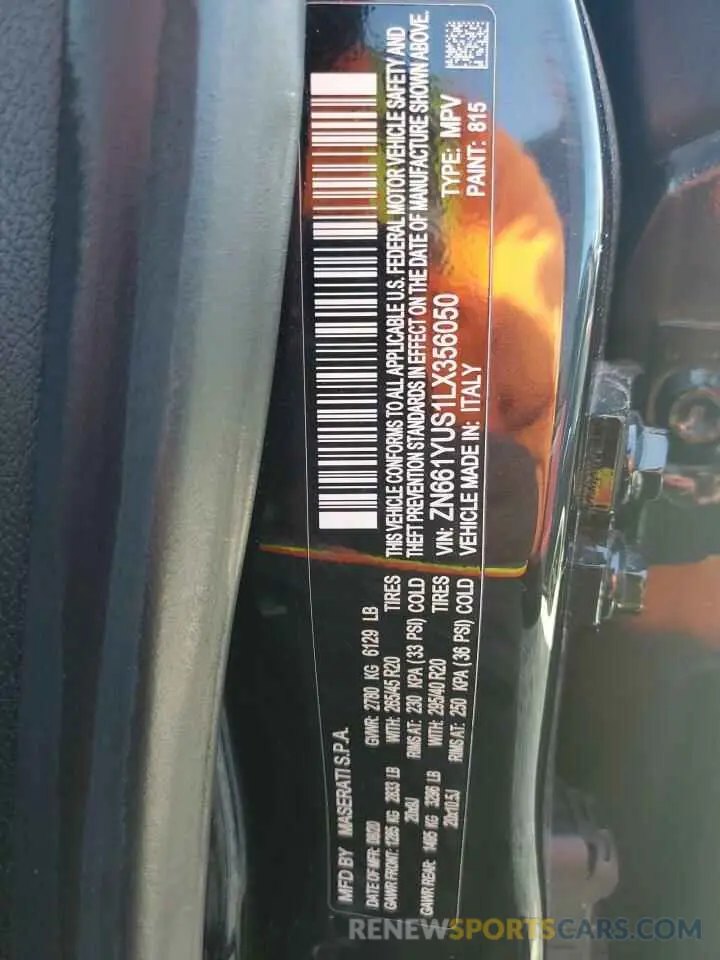 MFD BY MASERATI S.P.A.
DATE OF MFR: 08/20 GVWR: 2780 KG 6129 LB
GAWR FRONT: 1285 KG 2833 LB WITH: 265/45 R20 TIRES
20x9J RIMS AT: 230 KPA (33 PSI) COLD
GAWR REAR: 1495 KG 3296 LB WITH: 295/40 R20 TIRES
20x10.5J RIMS AT: 250 KPA (36 PSI) COLD
THIS VEHICLE CONFORMS TO ALL APPLICABLE U.S. FEDERAL MOTOR VEHICLE SAFETY AND
THEFT PREVENTION STANDARDS IN EFFECT ON THE DATE OF MANUFACTURE SHOWN ABOVE.
VIN: ZN661YUS1LX356050 TYPE: MPV
VEHICLE MADE IN: ITALY PAINT: 815
RENEWSPORTSCARS.COM